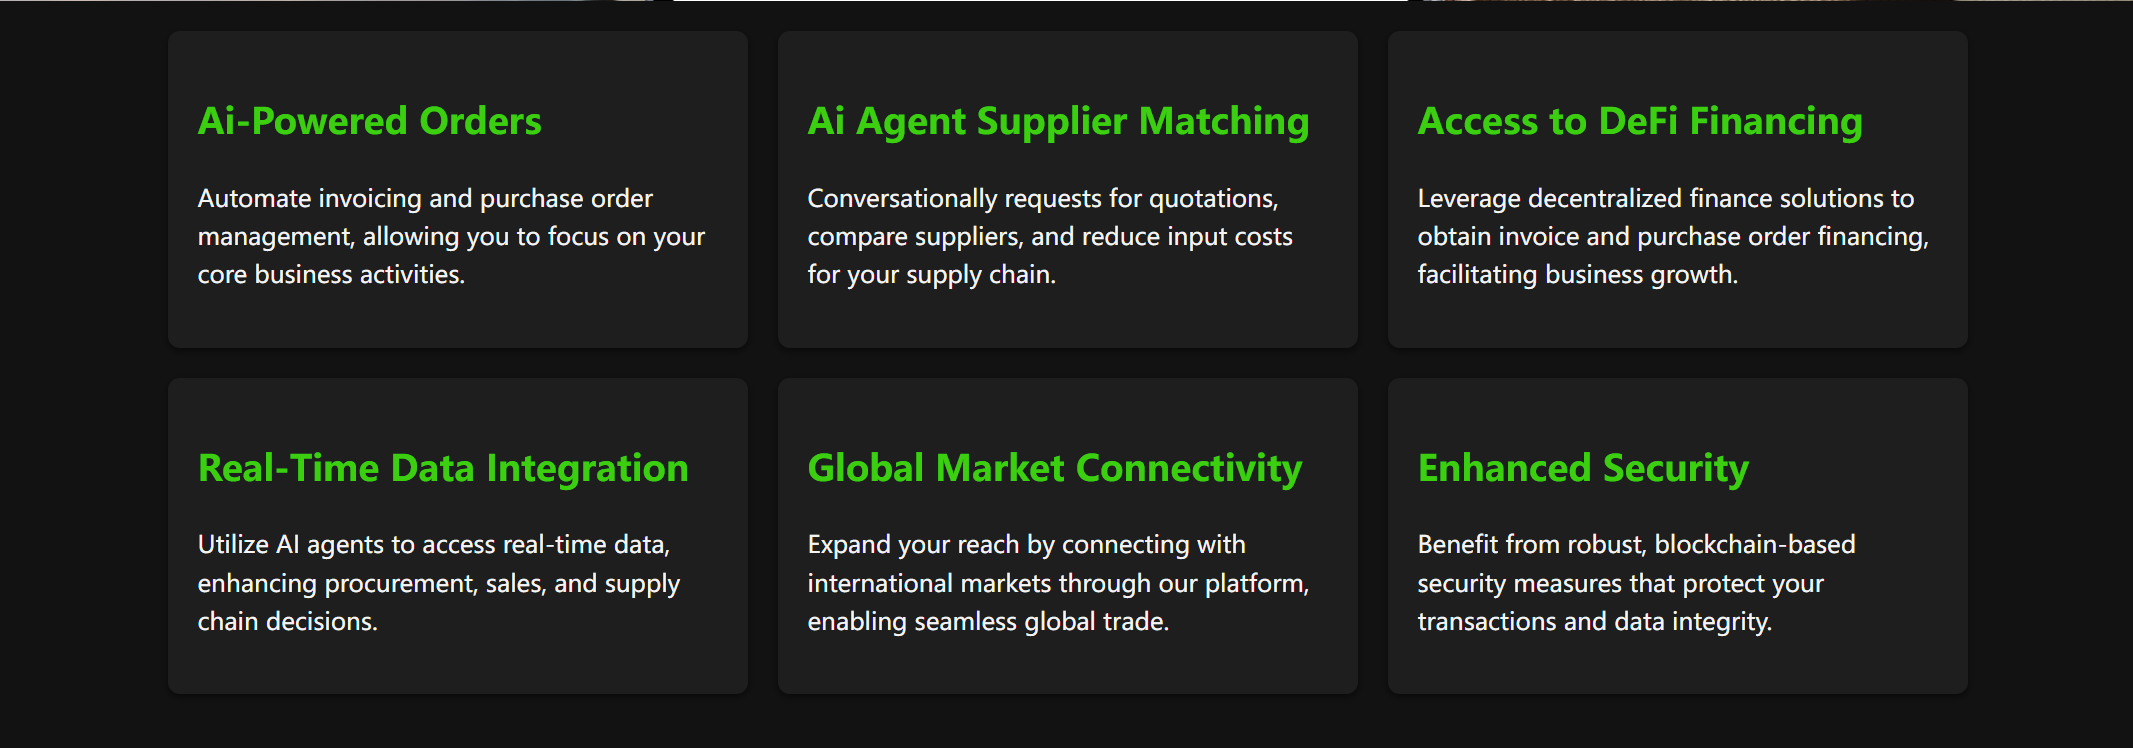 Ai-Powered Orders
Automate invoicing and purchase order
management, allowing you to focus on your
core business activities.
Ai Agent Supplier Matching
Conversationally requests for quotations,
compare suppliers, and reduce input costs
for your supply chain.
Access to DeFi Financing
Leverage decentralized finance solutions to
obtain invoice and purchase order financing,
facilitating business growth.
Real-Time Data Integration
Utilize AI agents to access real-time data,
enhancing procurement, sales, and supply
chain decisions.
Global Market Connectivity
Expand your reach by connecting with
international markets through our platform,
enabling seamless global trade.
Enhanced Security
Benefit from robust, blockchain-based
security measures that protect your
transactions and data integrity.